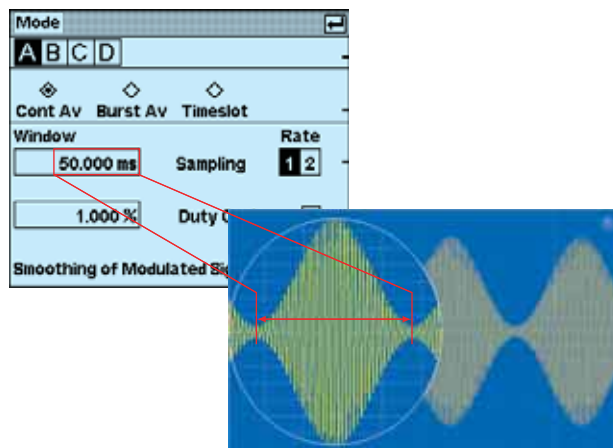 Mode
A B C D
Cont Av Burst Av Timeslot
Window Rate
50.000 ms Sampling 1 2
1.000 % Duty
Smoothing of Modulated